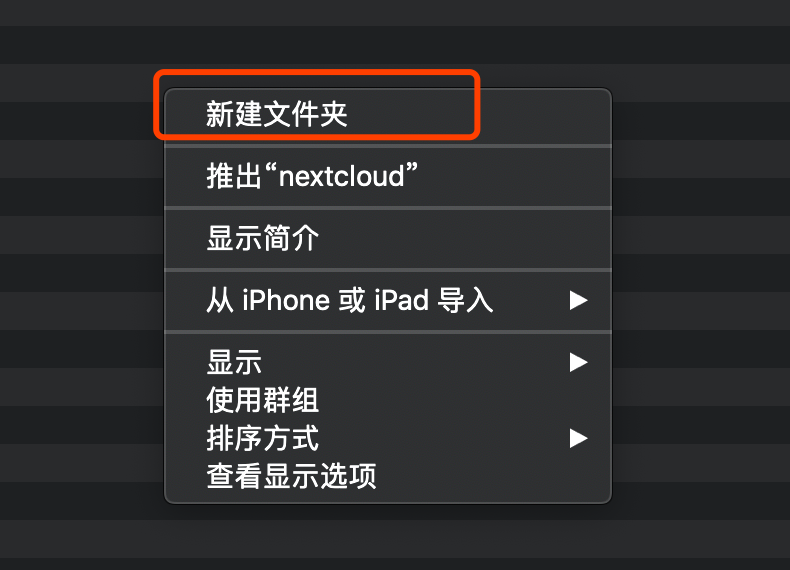 新建文件夹
推出“nextcloud”
显示简介
从 iPhone 或 iPad 导入
显示
使用群组
排序方式
查看显示选项